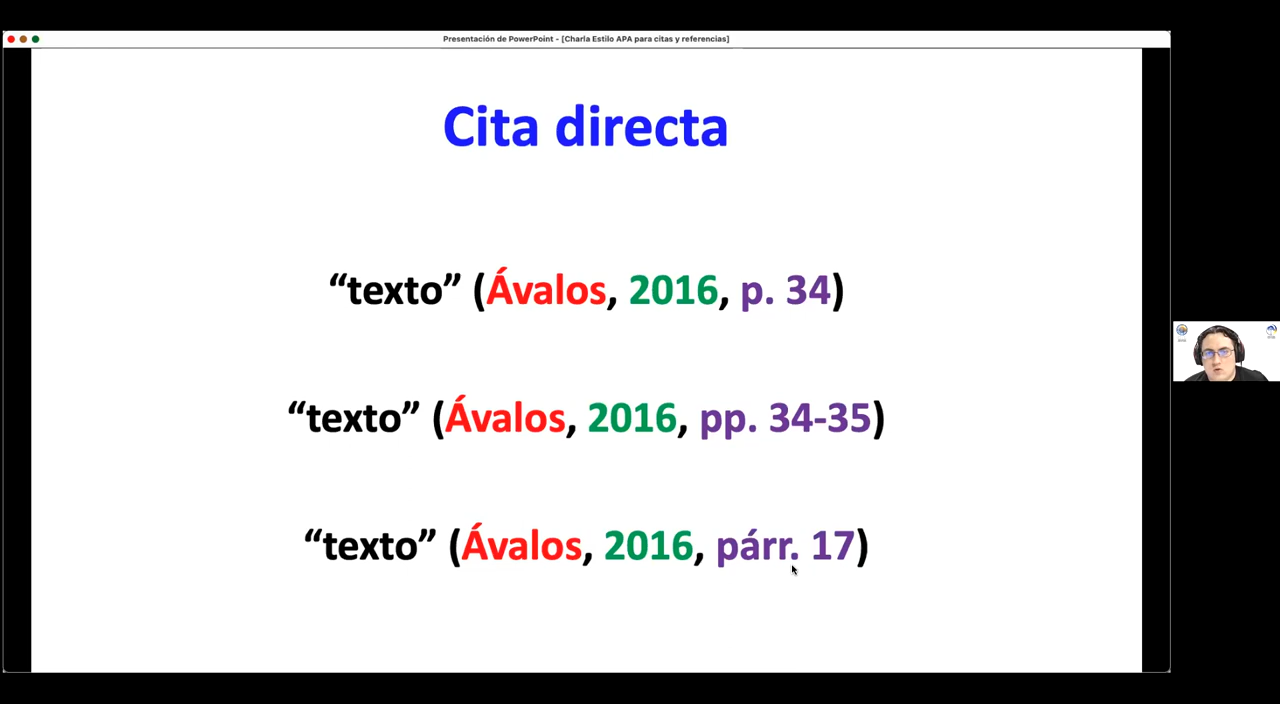 Presentación de PowerPoint - [Charla Estilo APA para citas y referencias]
Cita directa
“texto” (Ávalos, 2016, p. 34)
“texto” (Ávalos, 2016, pp. 34-35)
“texto” (Ávalos, 2016, párr. 17)